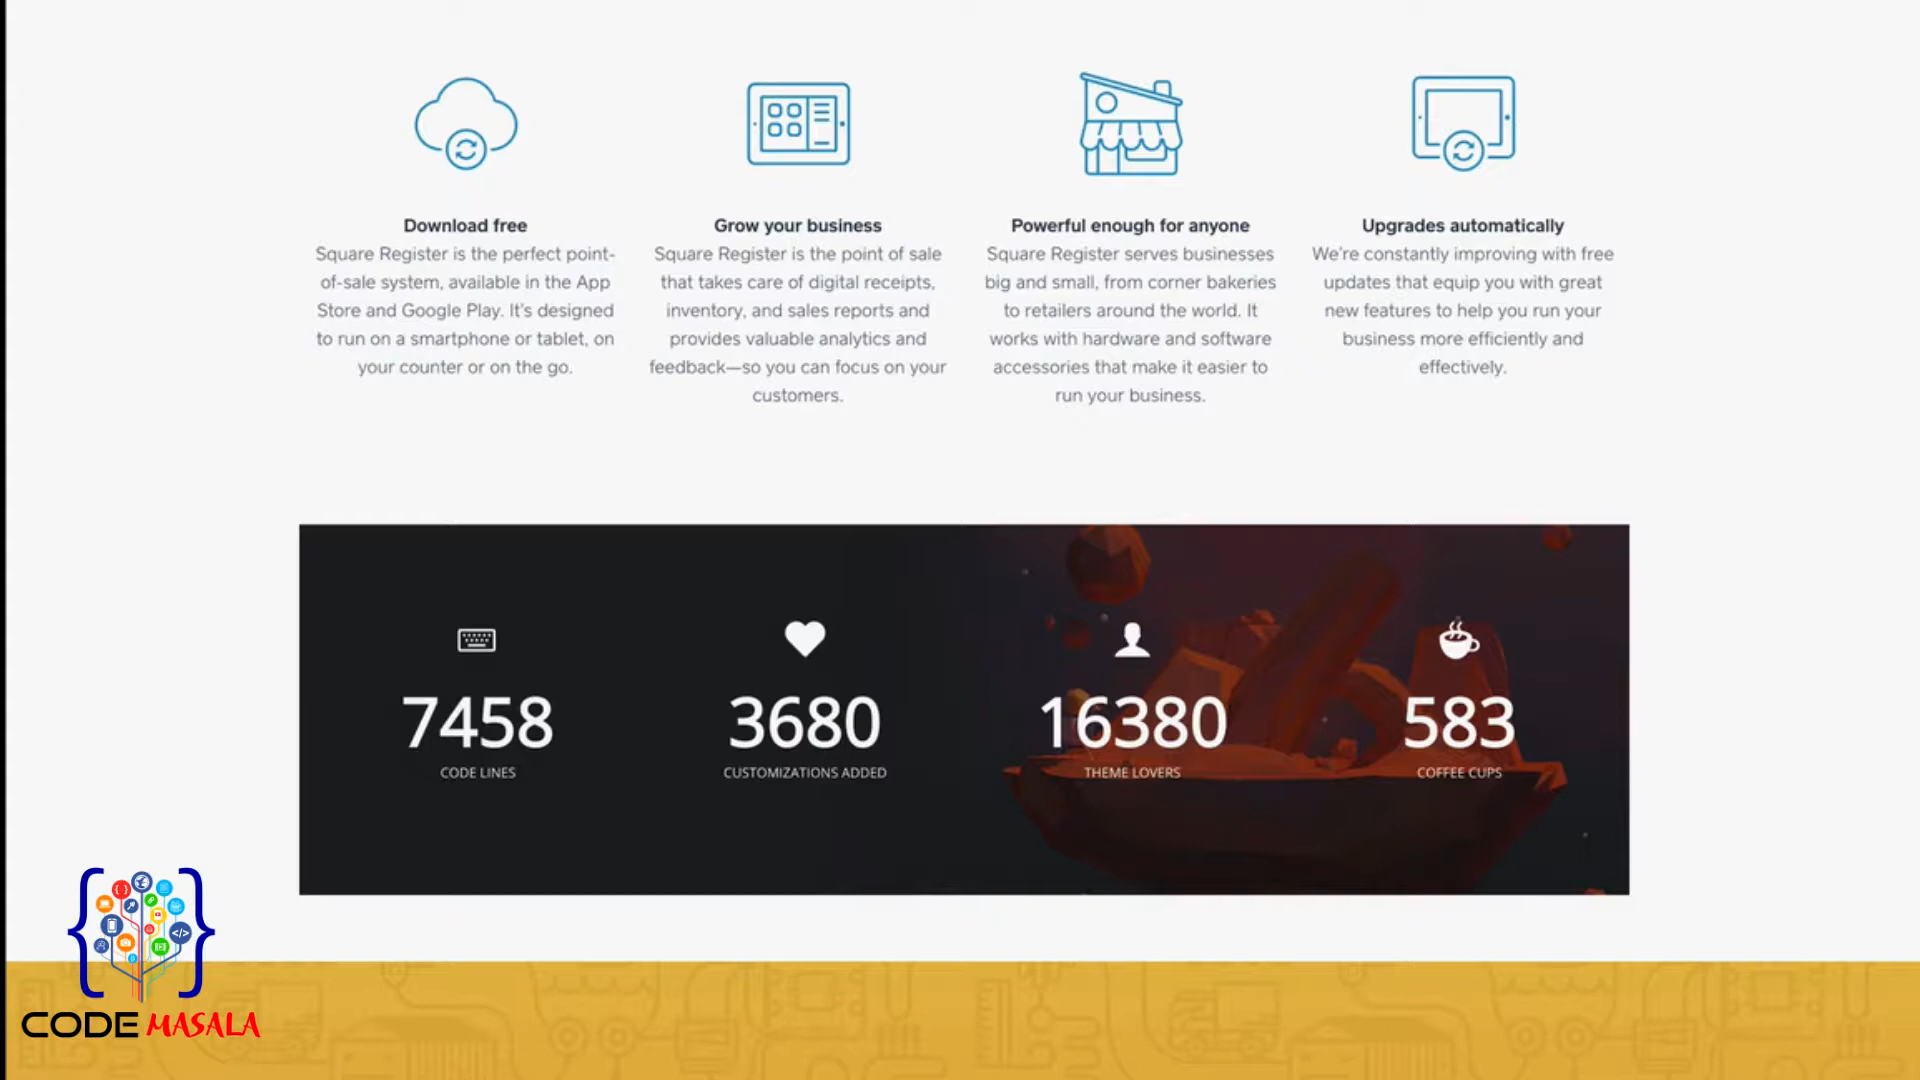 Download free
Square Register is the perfect point-
of-sale system, available in the App
Store and Google Play. It's designed
to run on a smartphone or tablet, on
your counter or on the go.
Grow your business
Square Register is the point of sale
that takes care of digital receipts,
inventory, and sales reports and
provides valuable analytics and
feedback—so you can focus on your
customers.
Powerful enough for anyone
Square Register serves businesses
big and small, from corner bakeries
to retailers around the world. It
works with hardware and software
accessories that make it easier to
run your business.
Upgrades automatically
We're constantly improving with free
updates that equip you with great
new features to help you run your
business more efficiently and
effectively.
7458
CODE LINES
3680
CUSTOMIZATIONS ADDED
16380
THEME LOVERS
583
COFFEE CUPS
CODE MASALA